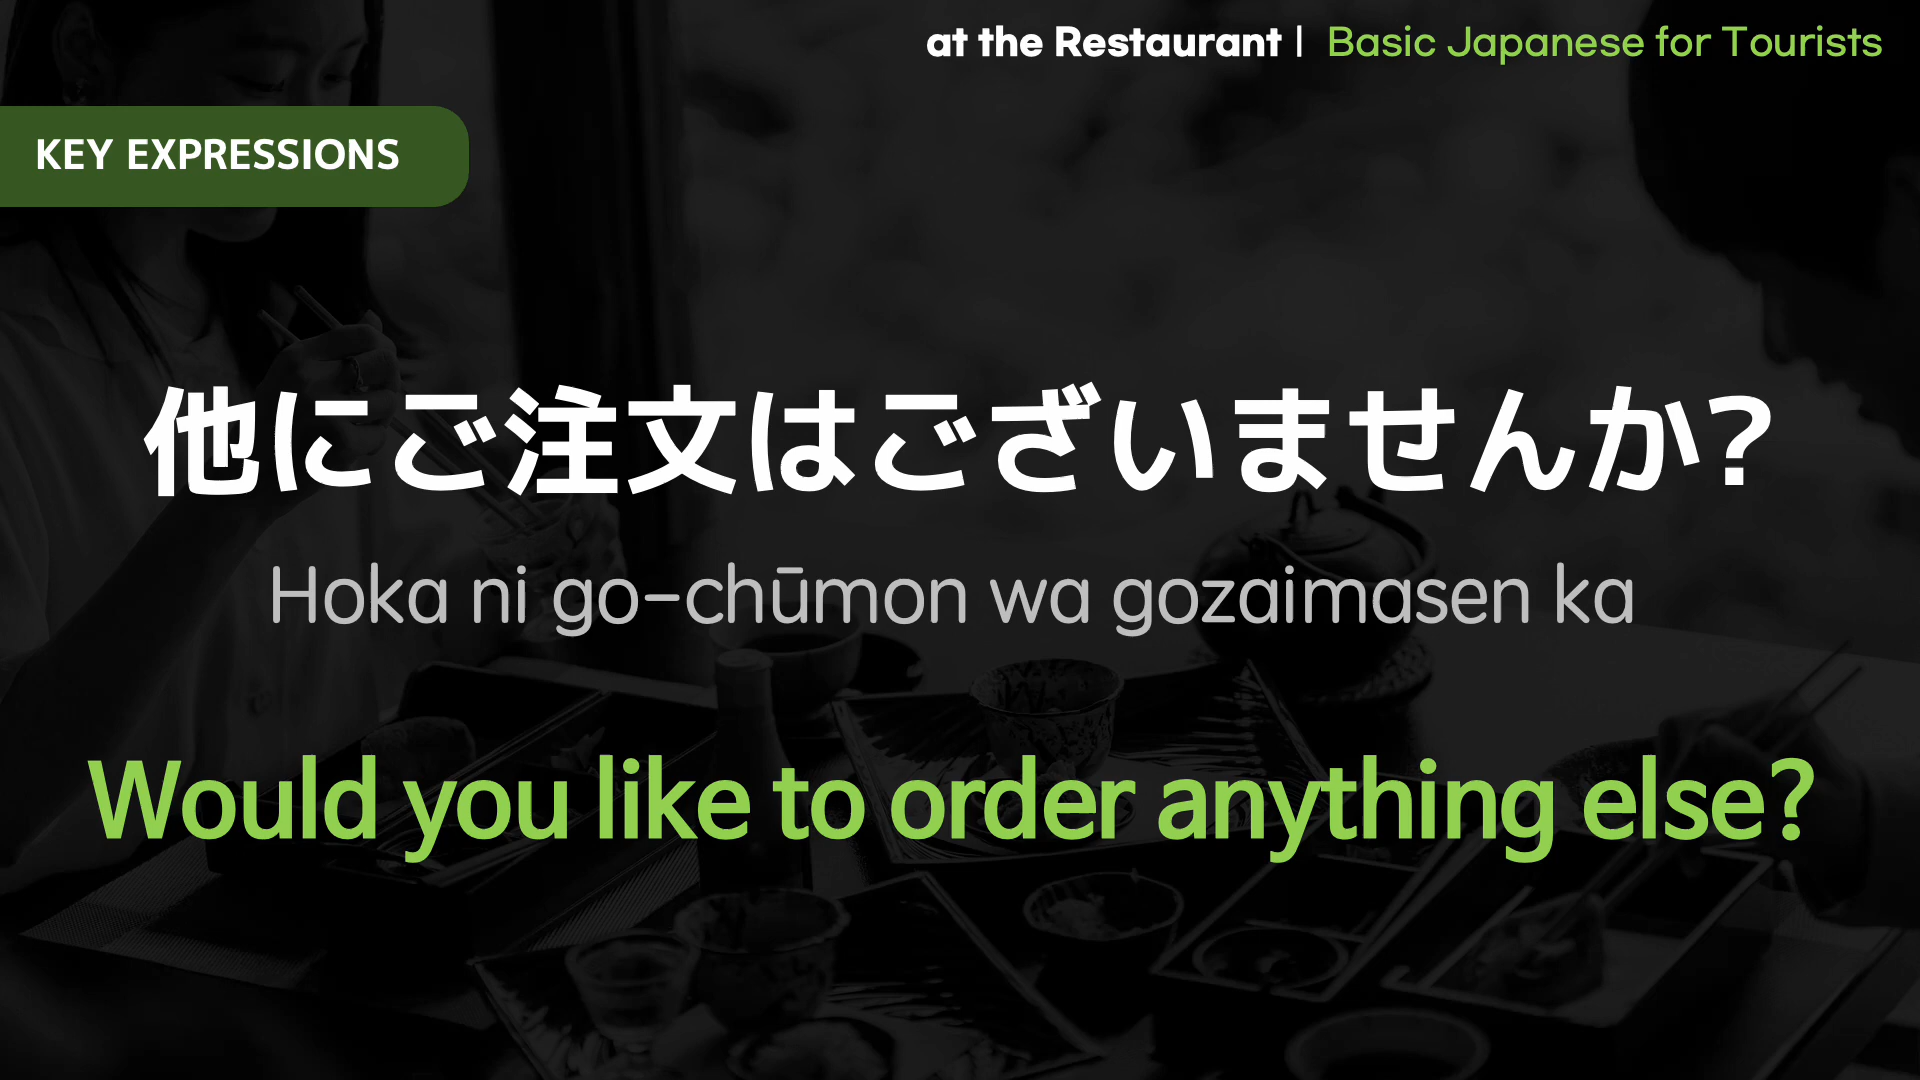 at the Restaurant | Basic Japanese for Tourists
KEY EXPRESSIONS
他にご注文はございませんか?
Hoka ni go-chūmon wa gozaimasen ka
Would you like to order anything else?